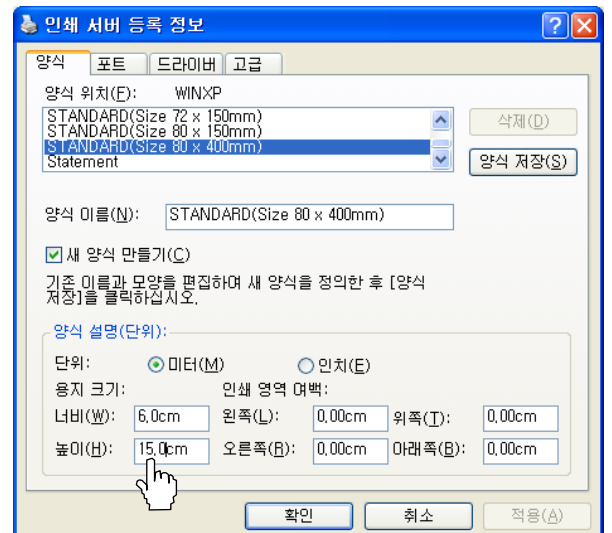 인쇄 서버 등록 정보
양식 포트 드라이버 고급
양식 위치(F): WINXP
STANDARD(Size 72 x 150mm)
STANDARD(Size 80 x 150mm)
STANDARD(Size 80 x 400mm)
Statement
삭제(D)
양식 저장(S)
양식 이름(N): STANDARD(Size 80 x 400mm)
새 양식 만들기(C)
기존 이름과 모양을 편집하여 새 양식을 정의한 후 [양식
저장]을 클릭하십시오.
양식 설명(단위):
단위: 미터(M) 인치(E)
용지 크기: 인쇄 영역 여백:
너비(W): 6.0cm 왼쪽(L): 0.00cm 위쪽(T): 0.00cm
높이(H): 15.0cm 오른쪽(R): 0.00cm 아래쪽(B): 0.00cm
확인 취소 적용(A)